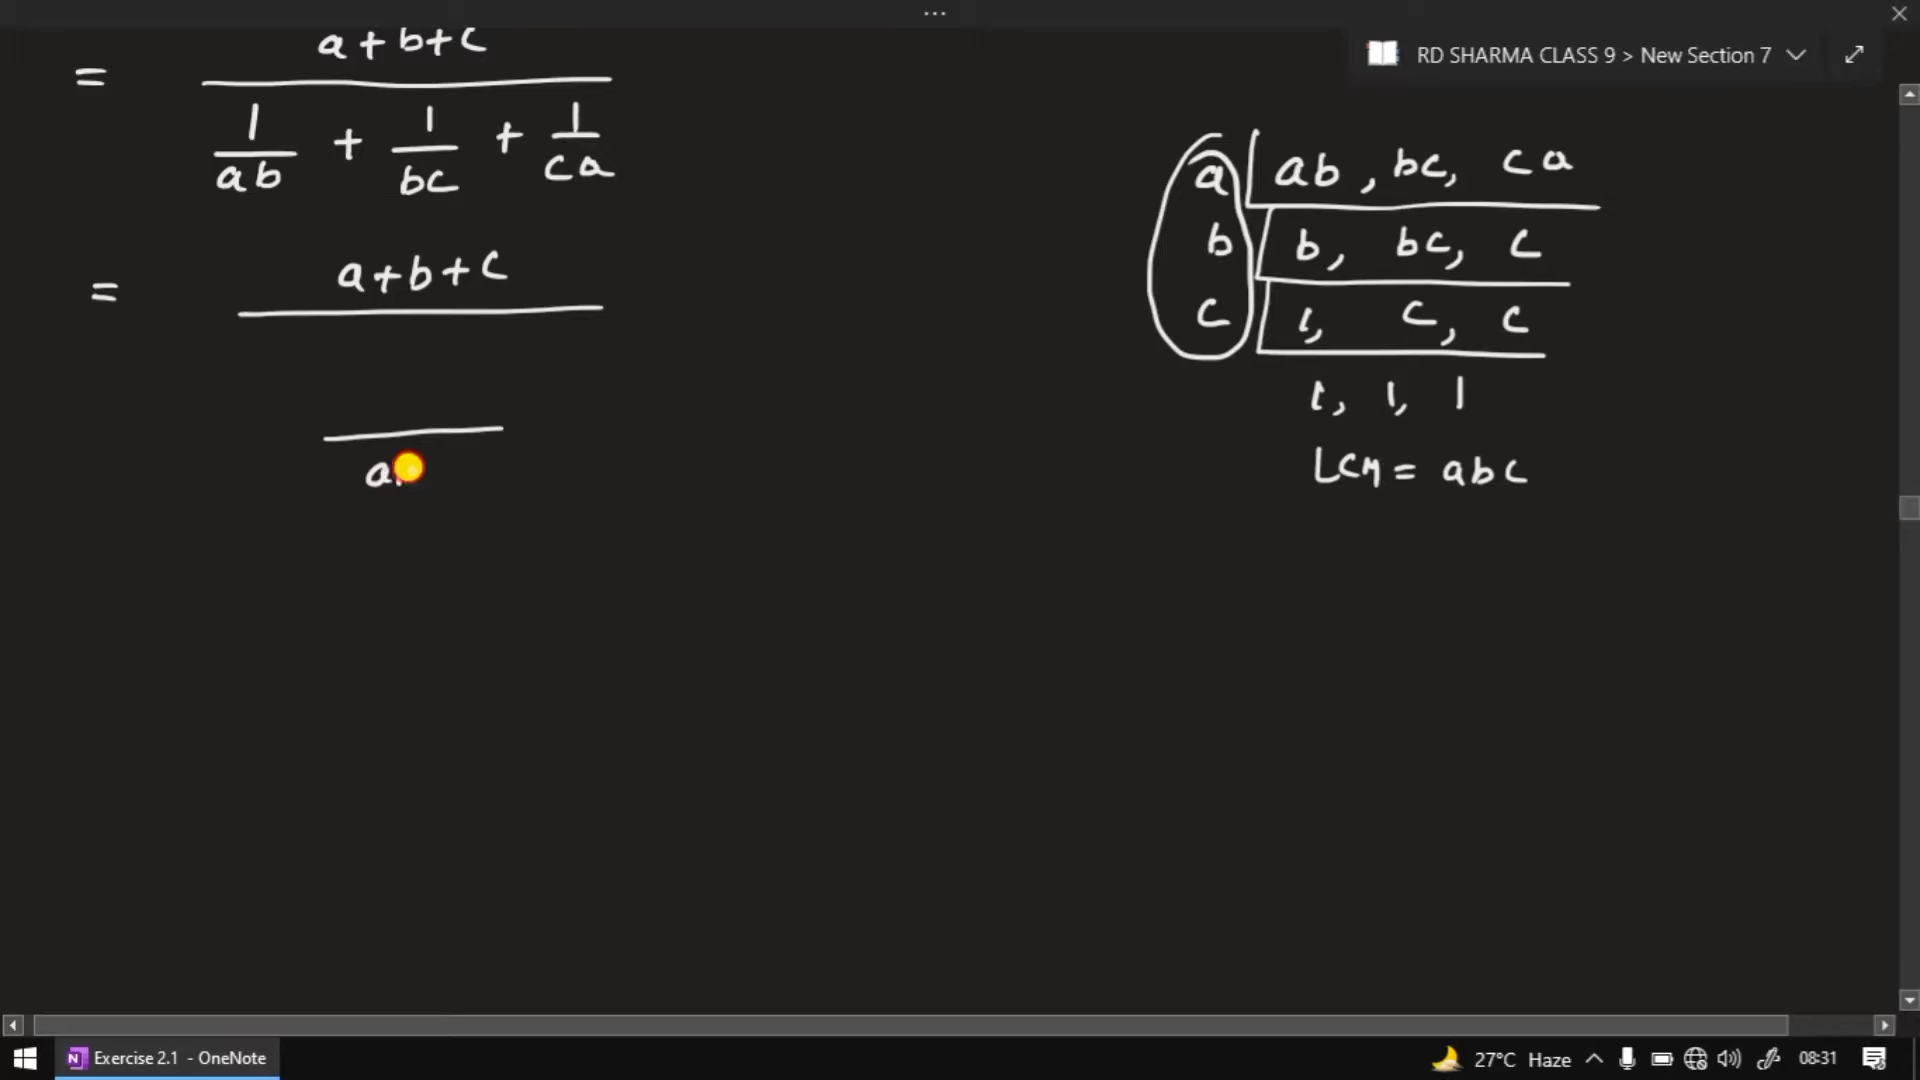 ...
RD SHARMA CLASS 9 > New Section 7
a+b+c
=
1/ab + 1/bc + 1/ca
a+b+c
=
a
a | ab, bc, ca
b | b, bc, c
c | 1, c, c
1, 1, 1
LCM = abc
Exercise 2.1 - OneNote
27°C Haze
08:31